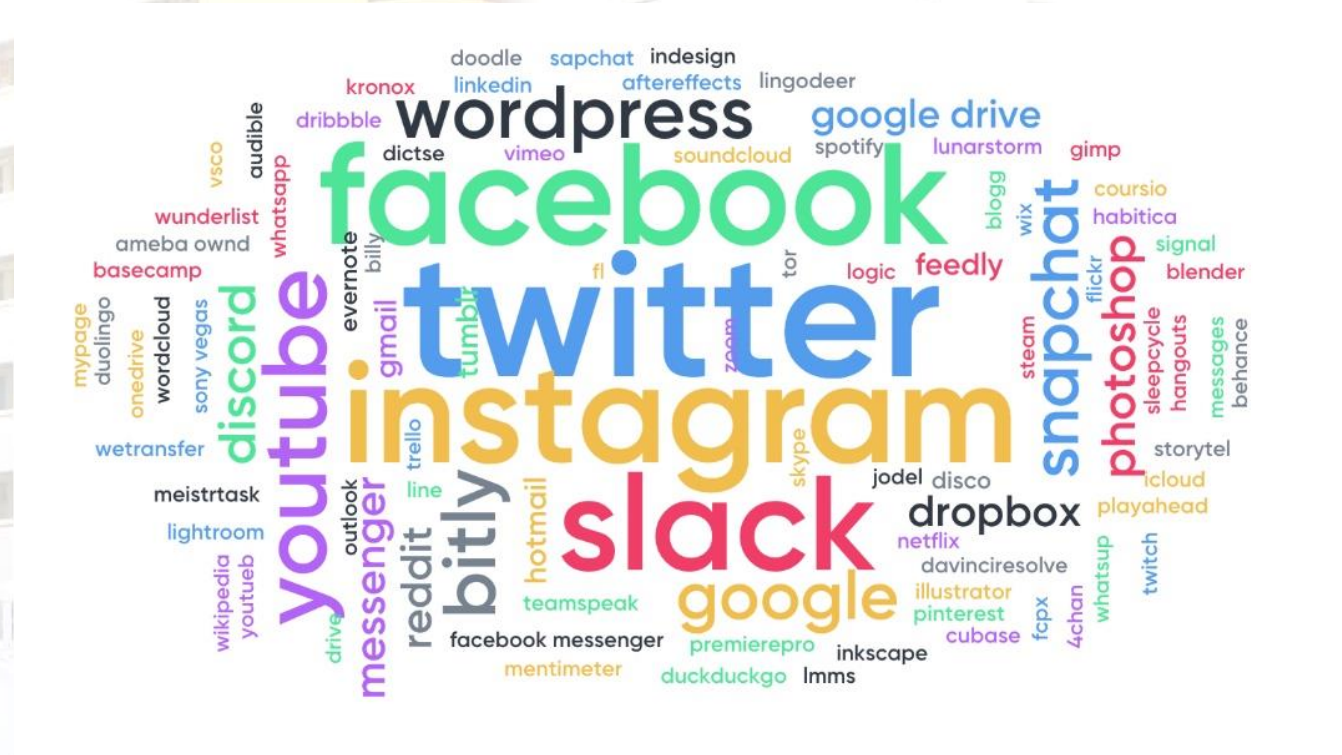 doodle sapchat indesign
kronox linkedin aftereffects lingodeer
dribbble wordpress google drive
dictse vimeo soundcloud spotify lunarstorm gimp
vsco
audible
whatsapp
facebook
blogg
wix
snapchat
coursio
wunderlist
habitica
ameba ownd
evernote
billy
signal
basecamp
twitter
fl
tor
logic feedly
flickr
photoshop
blender
mypage
duolingo
onedrive
wordcloud
sony vegas
discord
youtube
gmail
tumblr
zoom
steam
sleepcycle
hangouts
messages
behance
instagram
trello
skype
wetransfer
storytel
meistrtask
outlook
messenger
line
reddit
bitly
hotmail
slack
jodel disco
icloud
dropbox playahead
lightroom
netflix
davinciresolve
wikipedia
youtueb
drive
teamspeak google illustrator
pinterest
fcpx
4chan
whatsup
twitch
facebook messenger premierepro inkscape cubase
mentimeter duckduckgo lmms